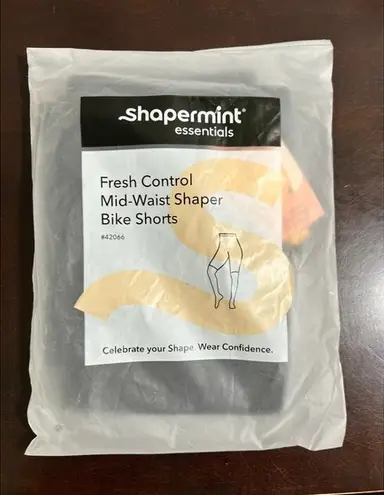 shapermint®
essentials
Fresh Control
Mid-Waist Shaper
Bike Shorts
#42066
Celebrate your Shape. Wear Confidence.